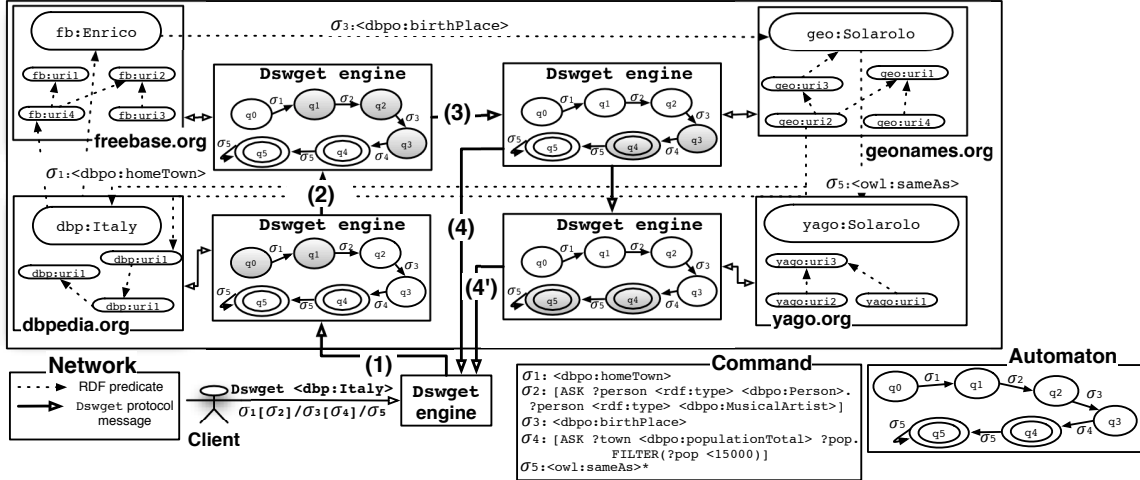 fb:Enrico
fb:uri1
fb:uri2
fb:uri4
fb:uri3
freebase.org
σ3:<dbpo:birthPlace>
geo:Solarolo
geo:uri1
geo:uri3
geo:uri2
geo:uri4
geonames.org
Dswget engine
q0 σ1 q1 σ2 q2 σ3
σ5 q5 σ5 q4 σ4 q3
(3)
Dswget engine
q0 σ1 q1 σ2 q2 σ3
σ5 q5 σ5 q4 σ4 q3
σ1:<dbpo:homeTown>
(2)
(4)
(4')
σ5:<owl:sameAs>
dbp:Italy
dbp:uri1
dbp:uri1
dbp:uri1
dbpedia.org
Dswget engine
q0 σ1 q1 σ2 q2 σ3
σ5 q5 σ5 q4 σ4 q3
Dswget engine
q0 σ1 q1 σ2 q2 σ3
σ5 q5 σ5 q4 σ4 q3
yago:Solarolo
yago:uri3
yago:uri2
yago:uri1
yago.org
(1)
Network
RDF predicate
Dswget protocol
message
Client
Dswget <dbp:Italy>
σ1[σ2]/σ3[σ4]/σ5
Dswget
engine
Command
σ1: <dbpo:homeTown>
σ2: [ASK ?person <rdf:type> <dbpo:Person>.
?person <rdf:type> <dbpo:MusicalArtist>]
σ3: <dbpo:birthPlace>
σ4: [ASK ?town <dbpo:populationTotal> ?pop.
FILTER(?pop <15000)]
σ5:<owl:sameAs>*
Automaton
q0 σ1 q1 σ2 q2 σ3
σ5 q5 σ5 q4 σ4 q3